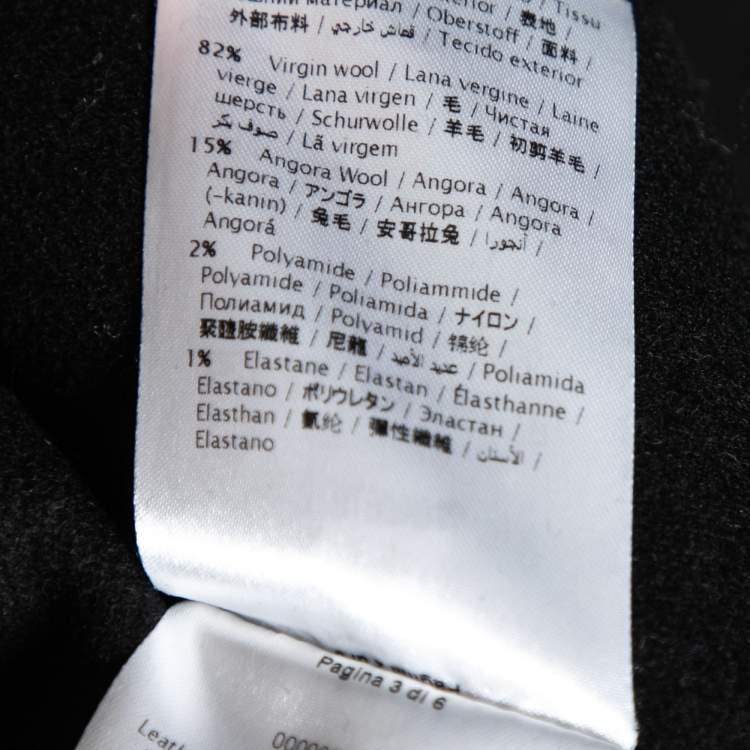 / Tissu
материал / Oberstoff / 面料 /
外部布料 / قماش خارجي / Tecido exterior
82% Virgin wool / Lana vergine / Laine
vierge / Lana virgen / 毛 / Чистая
шерсть / Schurwolle / 羊毛 / 初剪羊毛 /
صوف بكر / Lã virgem
15% Angora Wool / Angora / Angora /
Angora / アンゴラ / Ангора / Angora
(-kanin) / 兔毛 / 安哥拉兔 / أنجورا /
Angorá
2% Polyamide / Poliammide /
Polyamide / Poliamida / ナイロン /
Полиамид / Polyamid / 锦纶 /
聚醯胺纖維 / 尼龍 / عديد الأميد / Poliamida
1% Elastane / Elastan / Élasthanne /
Elastano / ポリウレタン / Эластан /
Elasthan / 氨纶 / 彈性纖維 / الأستان /
Elastano
Pagina 3 di 6